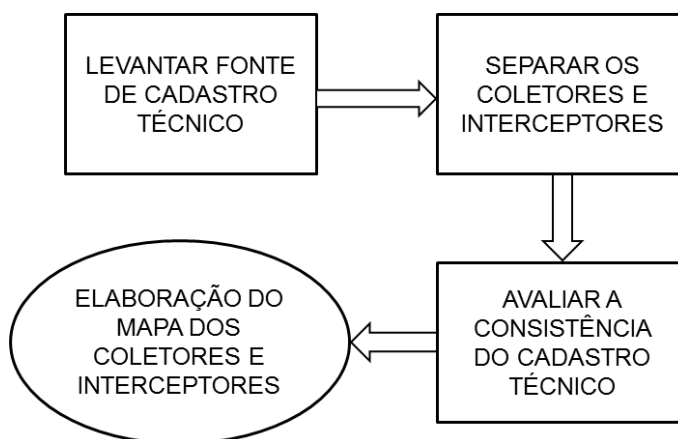 LEVANTAR FONTE
DE CADASTRO
TÉCNICO
SEPARAR OS
COLETORES E
INTERCEPTORES
AVALIAR A
CONSISTÊNCIA
DO CADASTRO
TÉCNICO
ELABORAÇÃO DO
MAPA DOS
COLETORES E
INTERCEPTORES